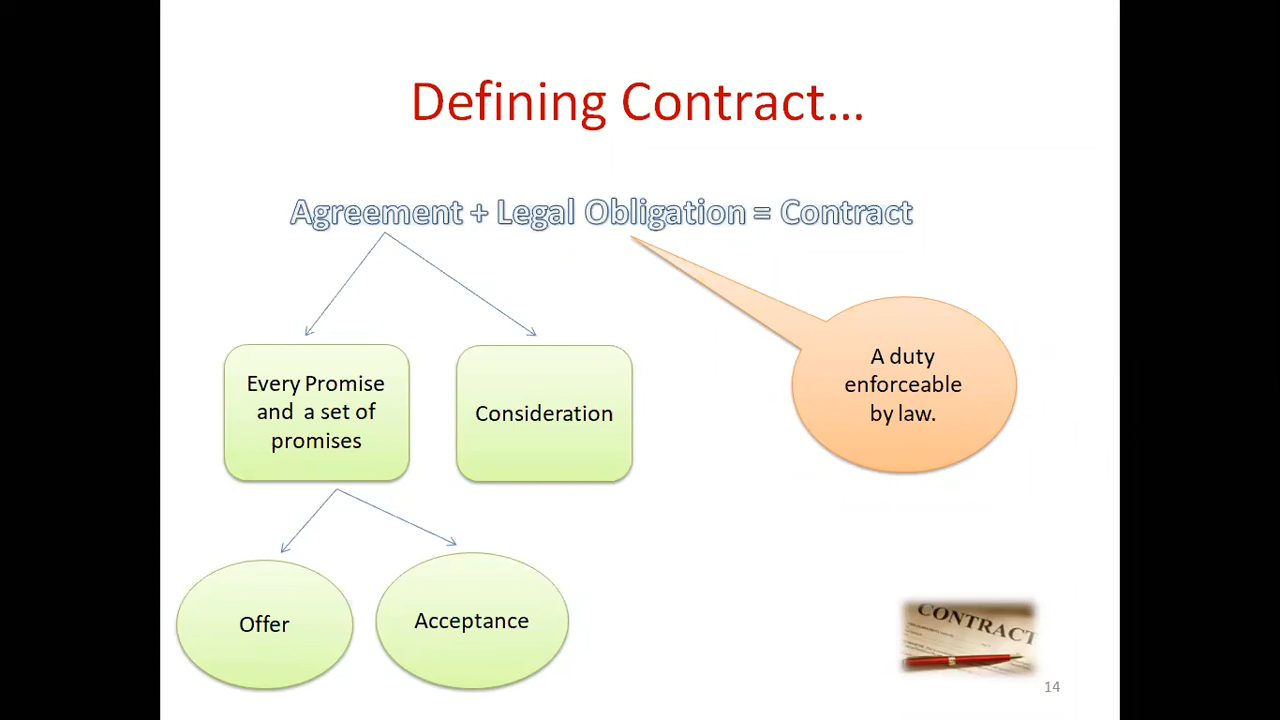 Defining Contract...
Agreement + Legal Obligation = Contract
Every Promise
and a set of
promises
Consideration
A duty
enforceable
by law.
Offer
Acceptance
CONTRACT
14